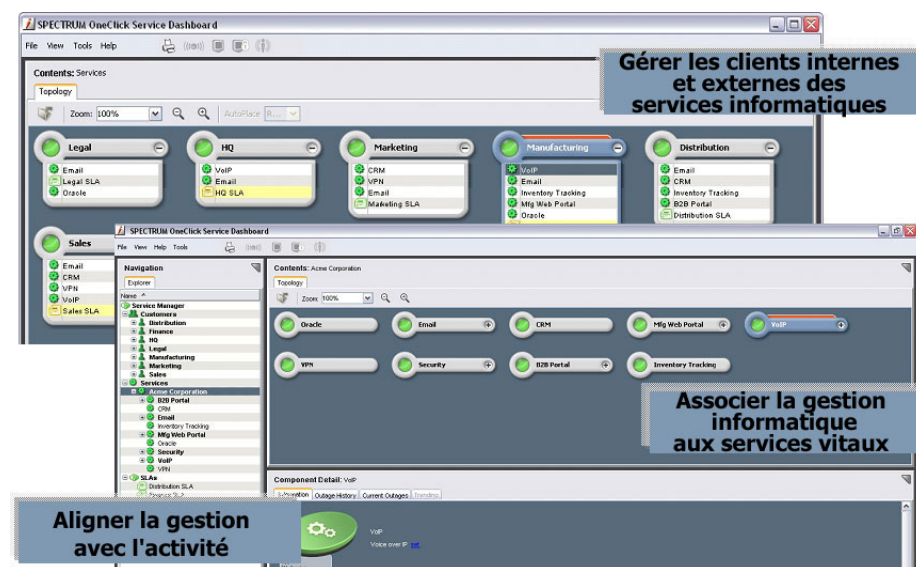 SPECTRUM OneClick Service Dashboard
File View Tools Help
Contents: Services
Topology
Zoom: 100%
AutoPlace
Gérer les clients internes
et externes des
services informatiques
Legal
Email
Legal SLA
Oracle
HQ
VoIP
Email
HQ SLA
Marketing
CRM
VPN
Email
Marketing SLA
Manufacturing
VoIP
Email
Inventory Tracking
Mfg Web Portal
Oracle
Distribution
Email
CRM
Inventory Tracking
B2B Portal
Distribution SLA
Sales
Email
CRM
VPN
VoIP
Sales SLA
SPECTRUM OneClick Service Dashboard
File View Help Tools
Navigation
Explorer
Name
Service Manager
Customers
Distribution
Finance
HQ
Legal
Manufacturing
Marketing
Sales
Services
Acme Corporation
B2B Portal
CRM
Email
Inventory Tracking
Mfg Web Portal
Oracle
Security
VoIP
VPN
SLAs
Distribution SLA
Contents: Acme Corporation
Topology
Zoom: 100%
Oracle
Email
CRM
Mfg Web Portal
VoIP
VPN
Security
B2B Portal
Inventory Tracking
Associer la gestion
informatique
aux services vitaux
Component Detail: VoIP
Outage History
Current Outages
Trending
VoIP
Voice over IP
Aligner la gestion
avec l'activité